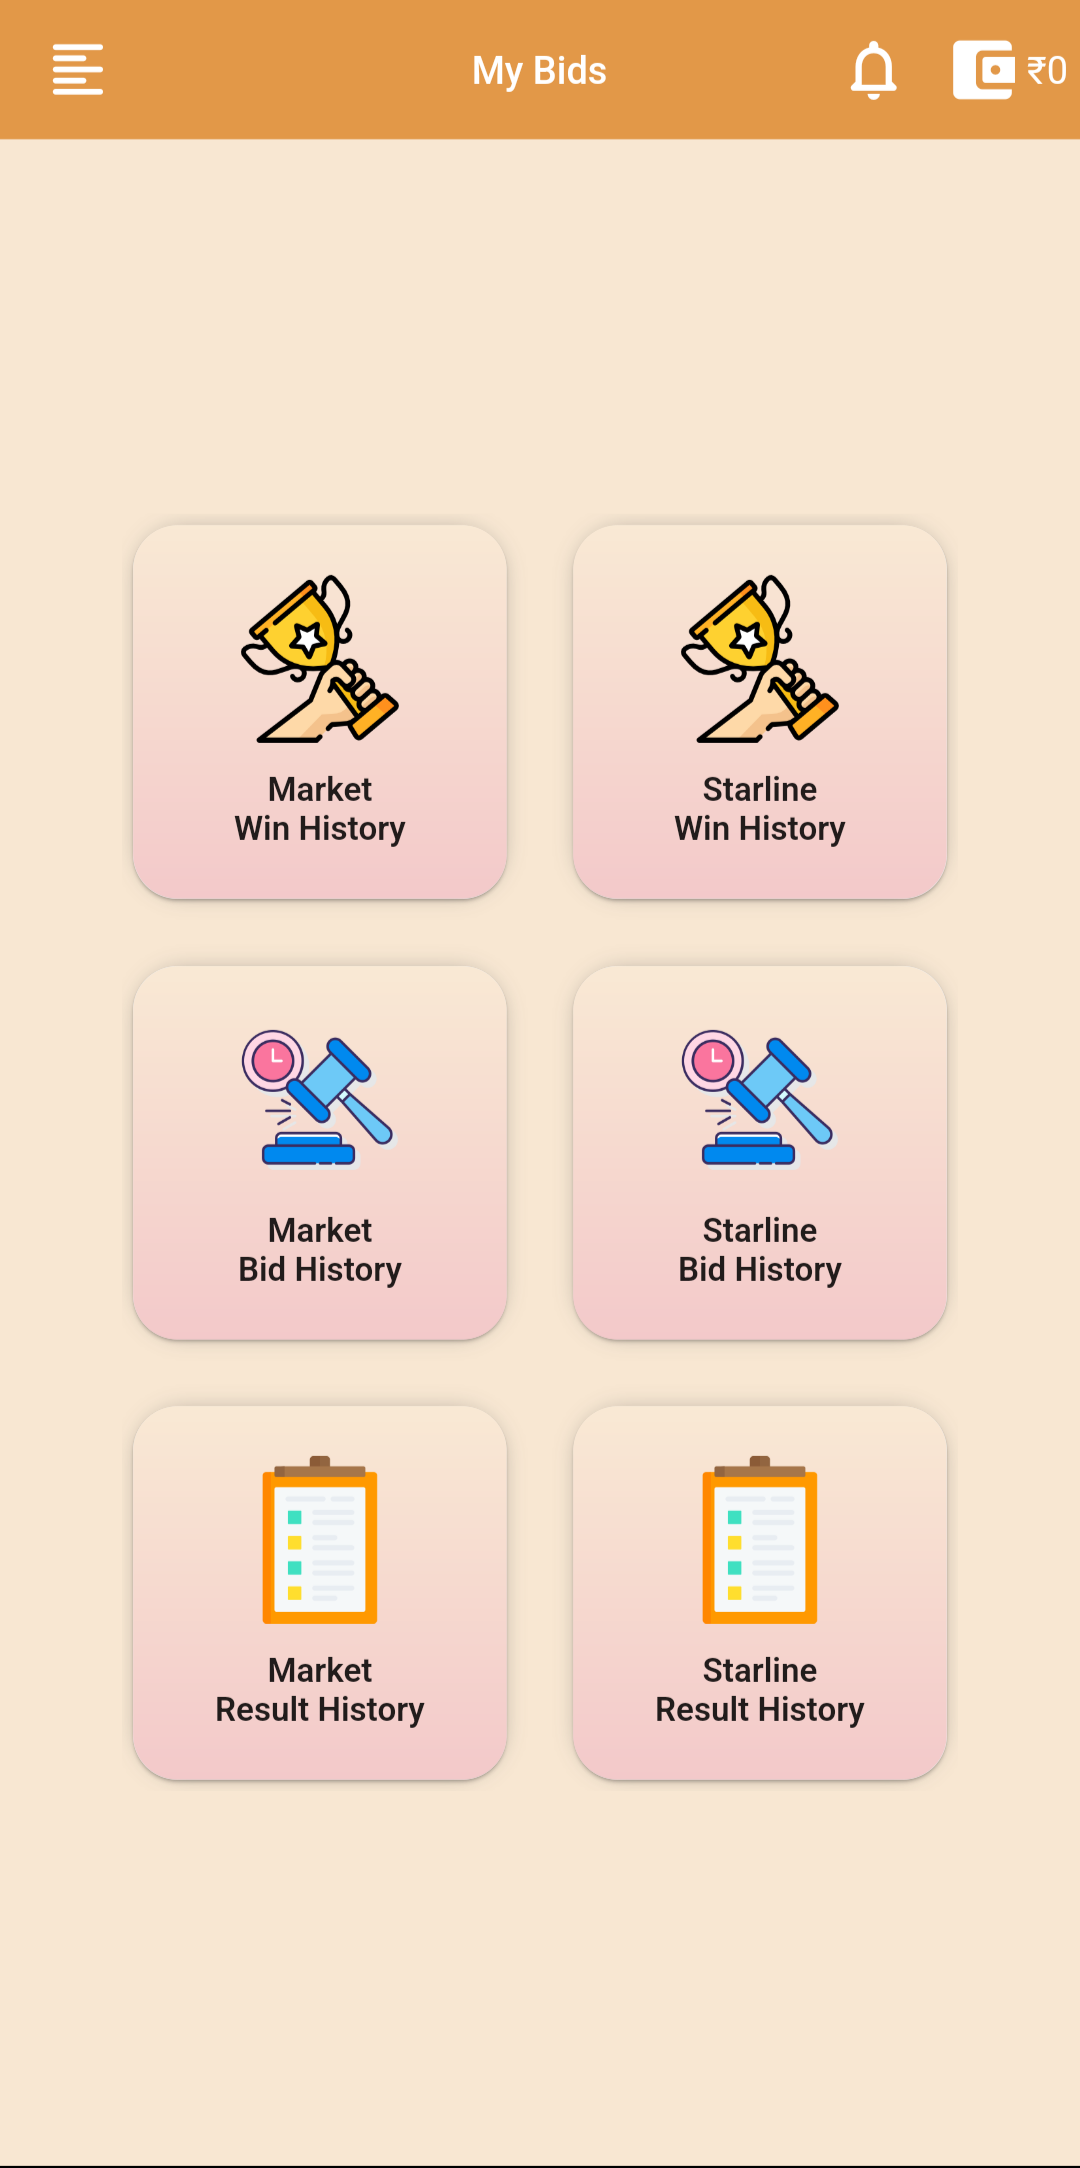 My Bids
₹0
Market
Win History
Starline
Win History
Market
Bid History
Starline
Bid History
Market
Result History
Starline
Result History